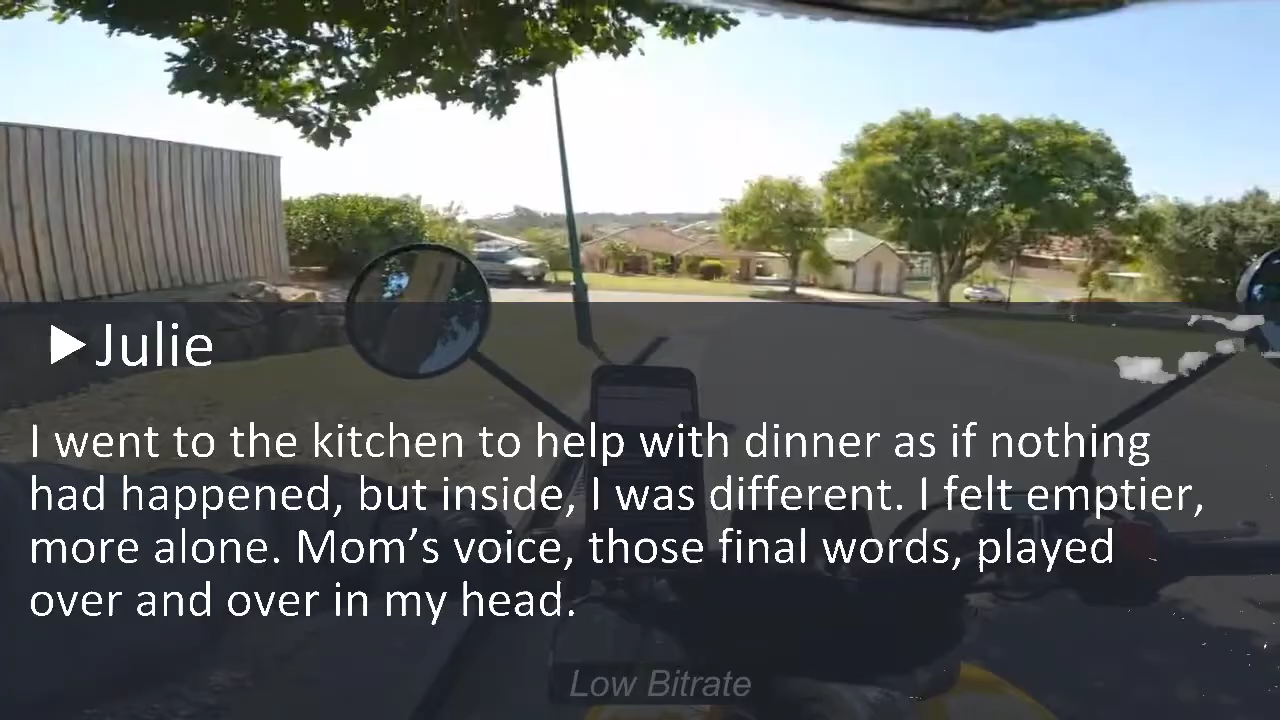 ▶Julie
I went to the kitchen to help with dinner as if nothing
had happened, but inside, I was different. I felt emptier,
more alone. Mom’s voice, those final words, played
over and over in my head.
Low Bitrate